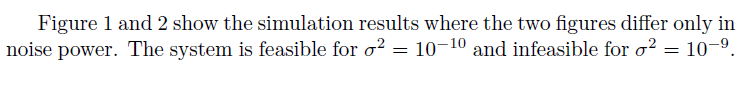 Figure 1 and 2 show the simulation results where the two figures differ only in
noise power. The system is feasible for σ² = 10⁻¹⁰ and infeasible for σ² = 10⁻⁹.